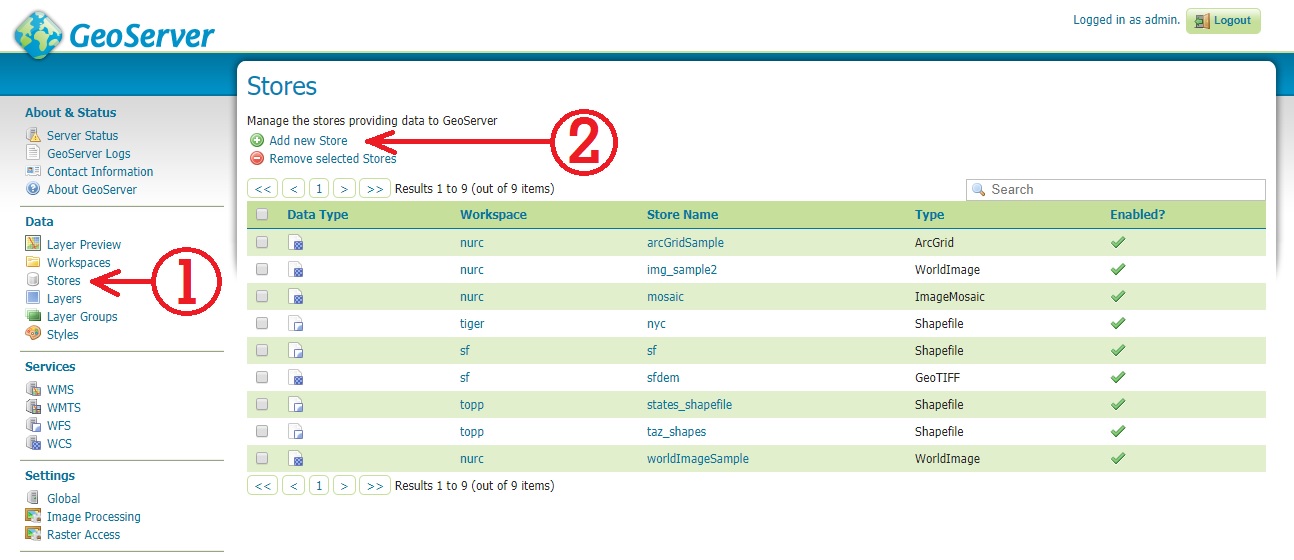 GeoServer
Logged in as admin. Logout
About & Status
Server Status
GeoServer Logs
Contact Information
About GeoServer
Data
Layer Preview
Workspaces
Stores
Layers
Layer Groups
Styles
Services
WMS
WMTS
WFS
WCS
Settings
Global
Image Processing
Raster Access
1
Stores
Manage the stores providing data to GeoServer
Add new Store
2
Remove selected Stores
<< < 1 > >> Results 1 to 9 (out of 9 items) Search
Data Type Workspace Store Name Type Enabled?
nurc arcGridSample ArcGrid
nurc img_sample2 WorldImage
nurc mosaic ImageMosaic
tiger nyc Shapefile
sf sf Shapefile
sf sfdem GeoTIFF
topp states_shapefile Shapefile
topp taz_shapes Shapefile
nurc worldImageSample WorldImage
<< < 1 > >> Results 1 to 9 (out of 9 items)